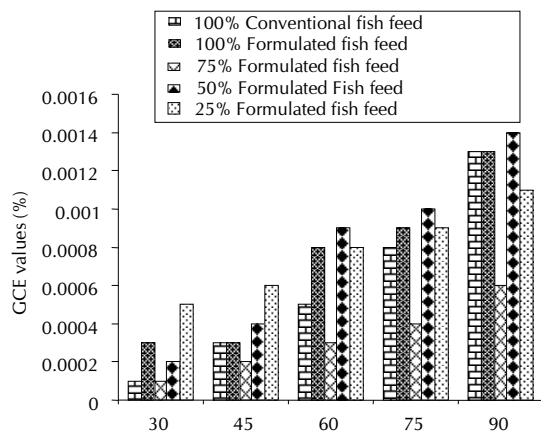 100% Conventional fish feed
100% Formulated fish feed
75% Formulated fish feed
50% Formulated Fish feed
25% Formulated fish feed
GCE values (%)
0.0016
0.0014
0.0012
0.001
0.0008
0.0006
0.0004
0.0002
0
30 45 60 75 90